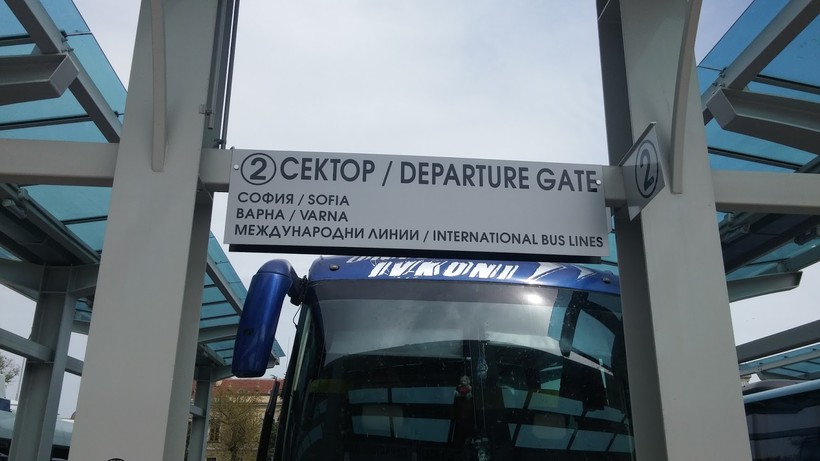 ② СЕКТОР / DEPARTURE GATE
СОФИЯ / SOFIA
ВАРНА / VARNA
МЕЖДУНАРОДНИ ЛИНИИ / INTERNATIONAL BUS LINES
2